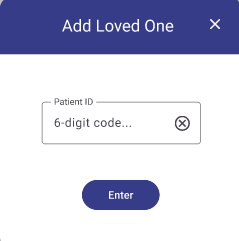 Add Loved One
Patient ID
6-digit code...
Enter